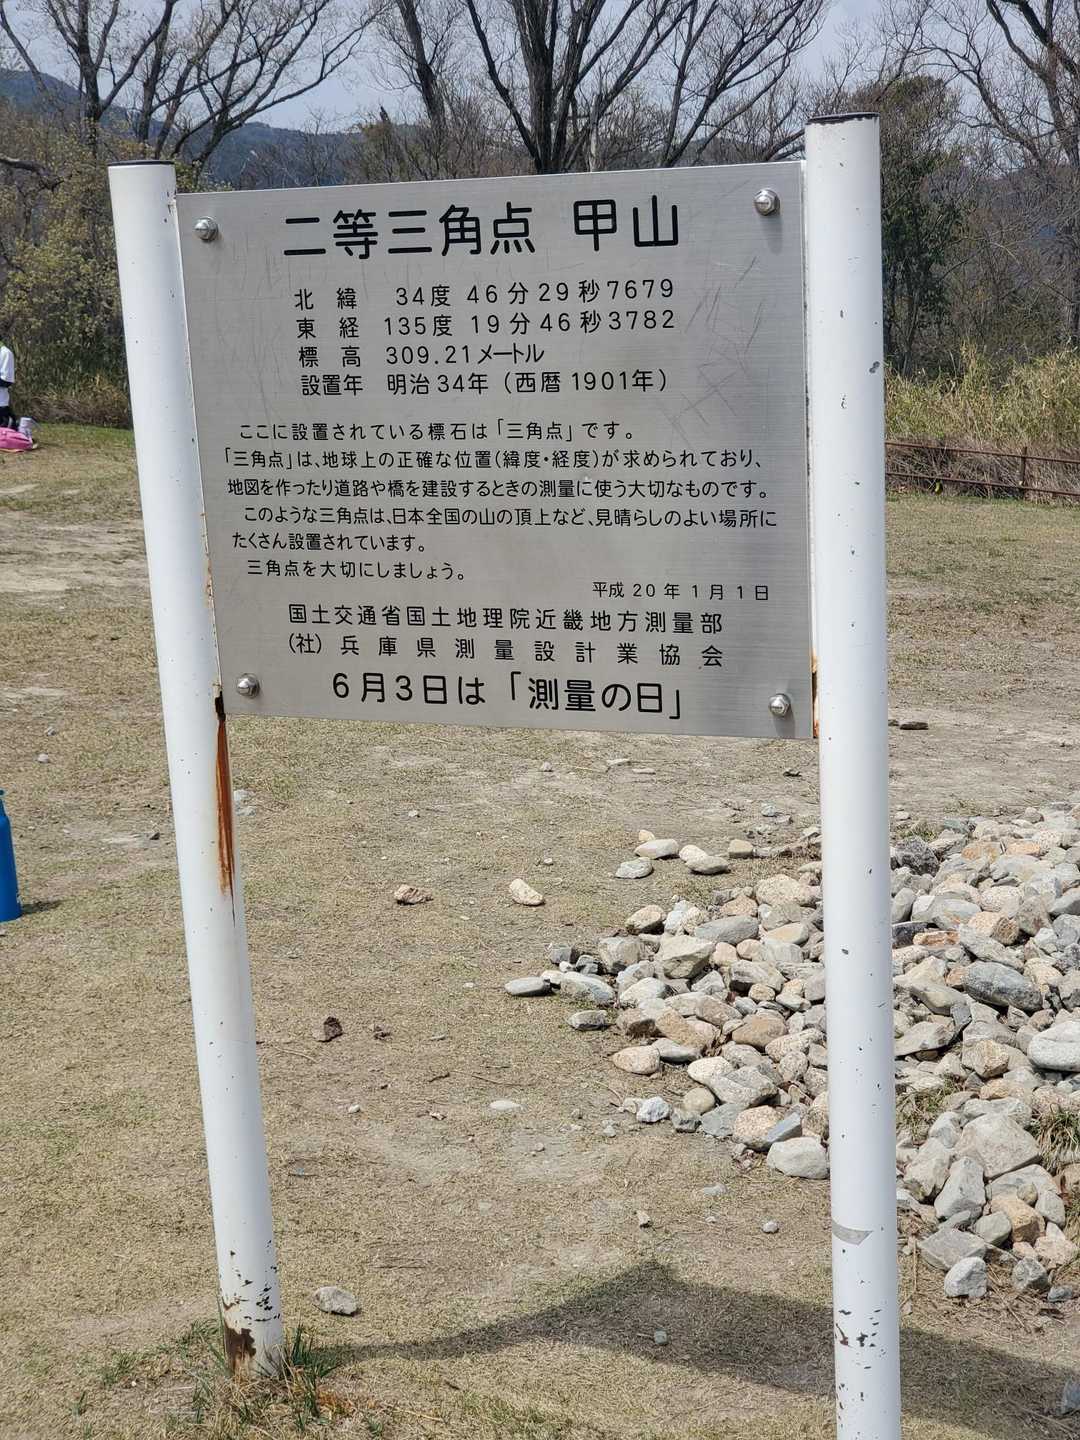 二等三角点 甲山
北緯 34度 46分 29秒7679
東経 135度 19分 46秒3782
標高 309.21メートル
設置年 明治34年（西暦1901年）
ここに設置されている標石は「三角点」です。
「三角点」は、地球上の正確な位置（緯度・経度）が求められており、
地図を作ったり道路や橋を建設するときの測量に使う大切なものです。
このような三角点は、日本全国の山の頂上など、見晴らしのよい場所に
たくさん設置されています。
三角点を大切にしましょう。
平成20年1月1日
国土交通省国土地理院近畿地方測量部
（社）兵庫県測量設計業協会
6月3日は「測量の日」